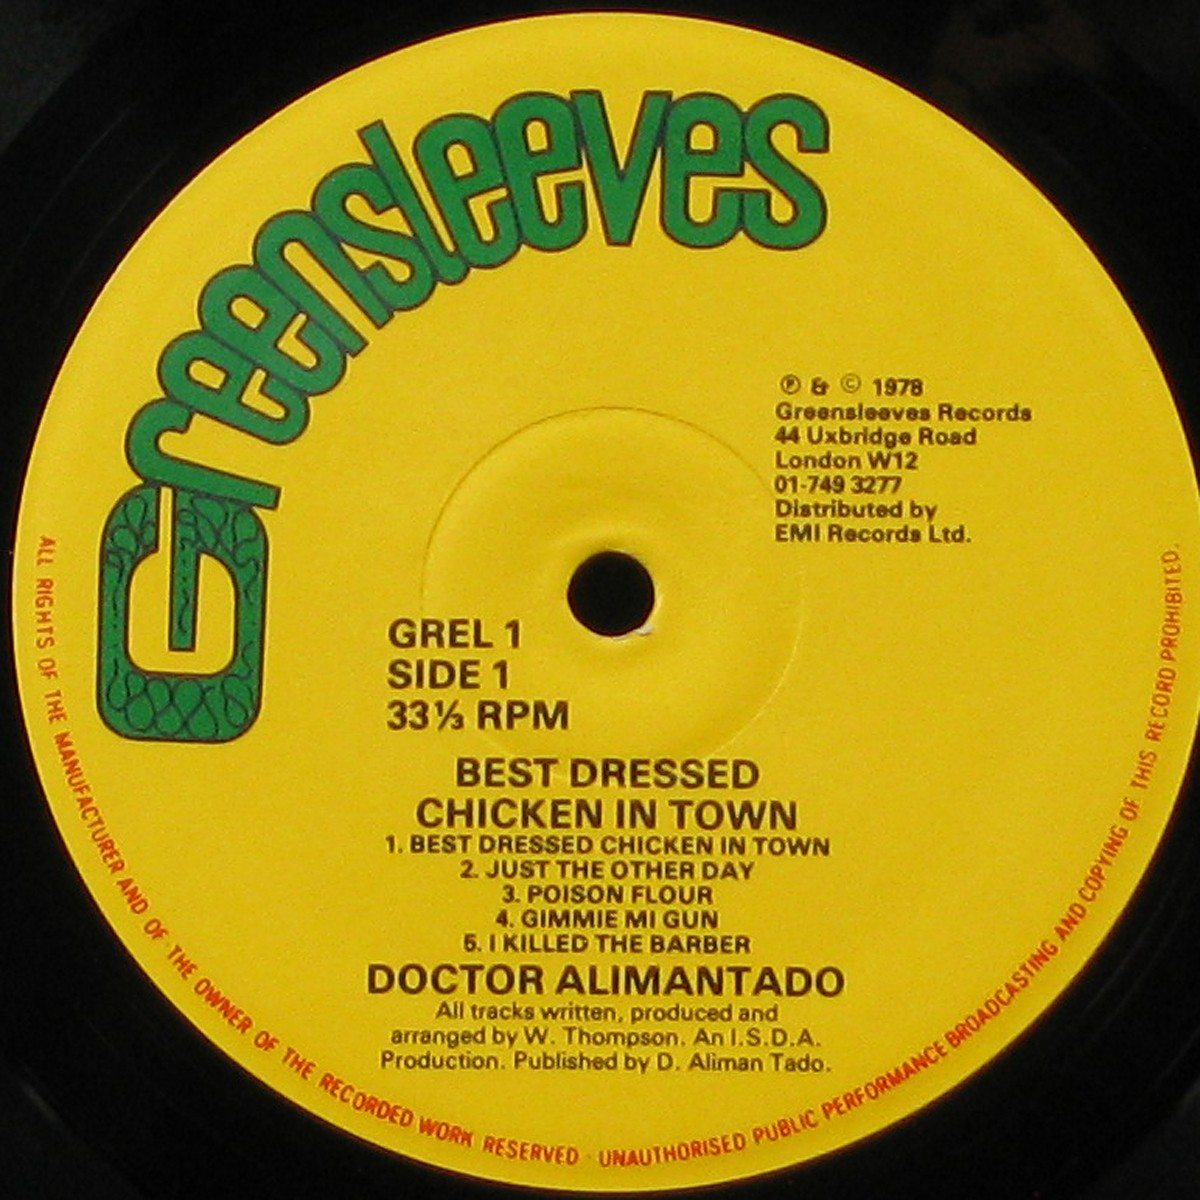 Greensleeves
℗ & © 1978
Greensleeves Records
44 Uxbridge Road
London W12
01-749 3277
Distributed by
EMI Records Ltd.
GREL 1
SIDE 1
33⅓ RPM
BEST DRESSED
CHICKEN IN TOWN
1. BEST DRESSED CHICKEN IN TOWN
2. JUST THE OTHER DAY
3. POISON FLOUR
4. GIMMIE MI GUN
5. I KILLED THE BARBER
DOCTOR ALIMANTADO
All tracks written, produced and
arranged by W. Thompson. An I.S.D.A.
Production. Published by D. Aliman Tado.
ALL RIGHTS OF THE MANUFACTURER AND OF THE OWNER OF THE RECORDED WORK RESERVED · UNAUTHORISED PUBLIC PERFORMANCE BROADCASTING AND COPYING OF THIS RECORD PROHIBITED.